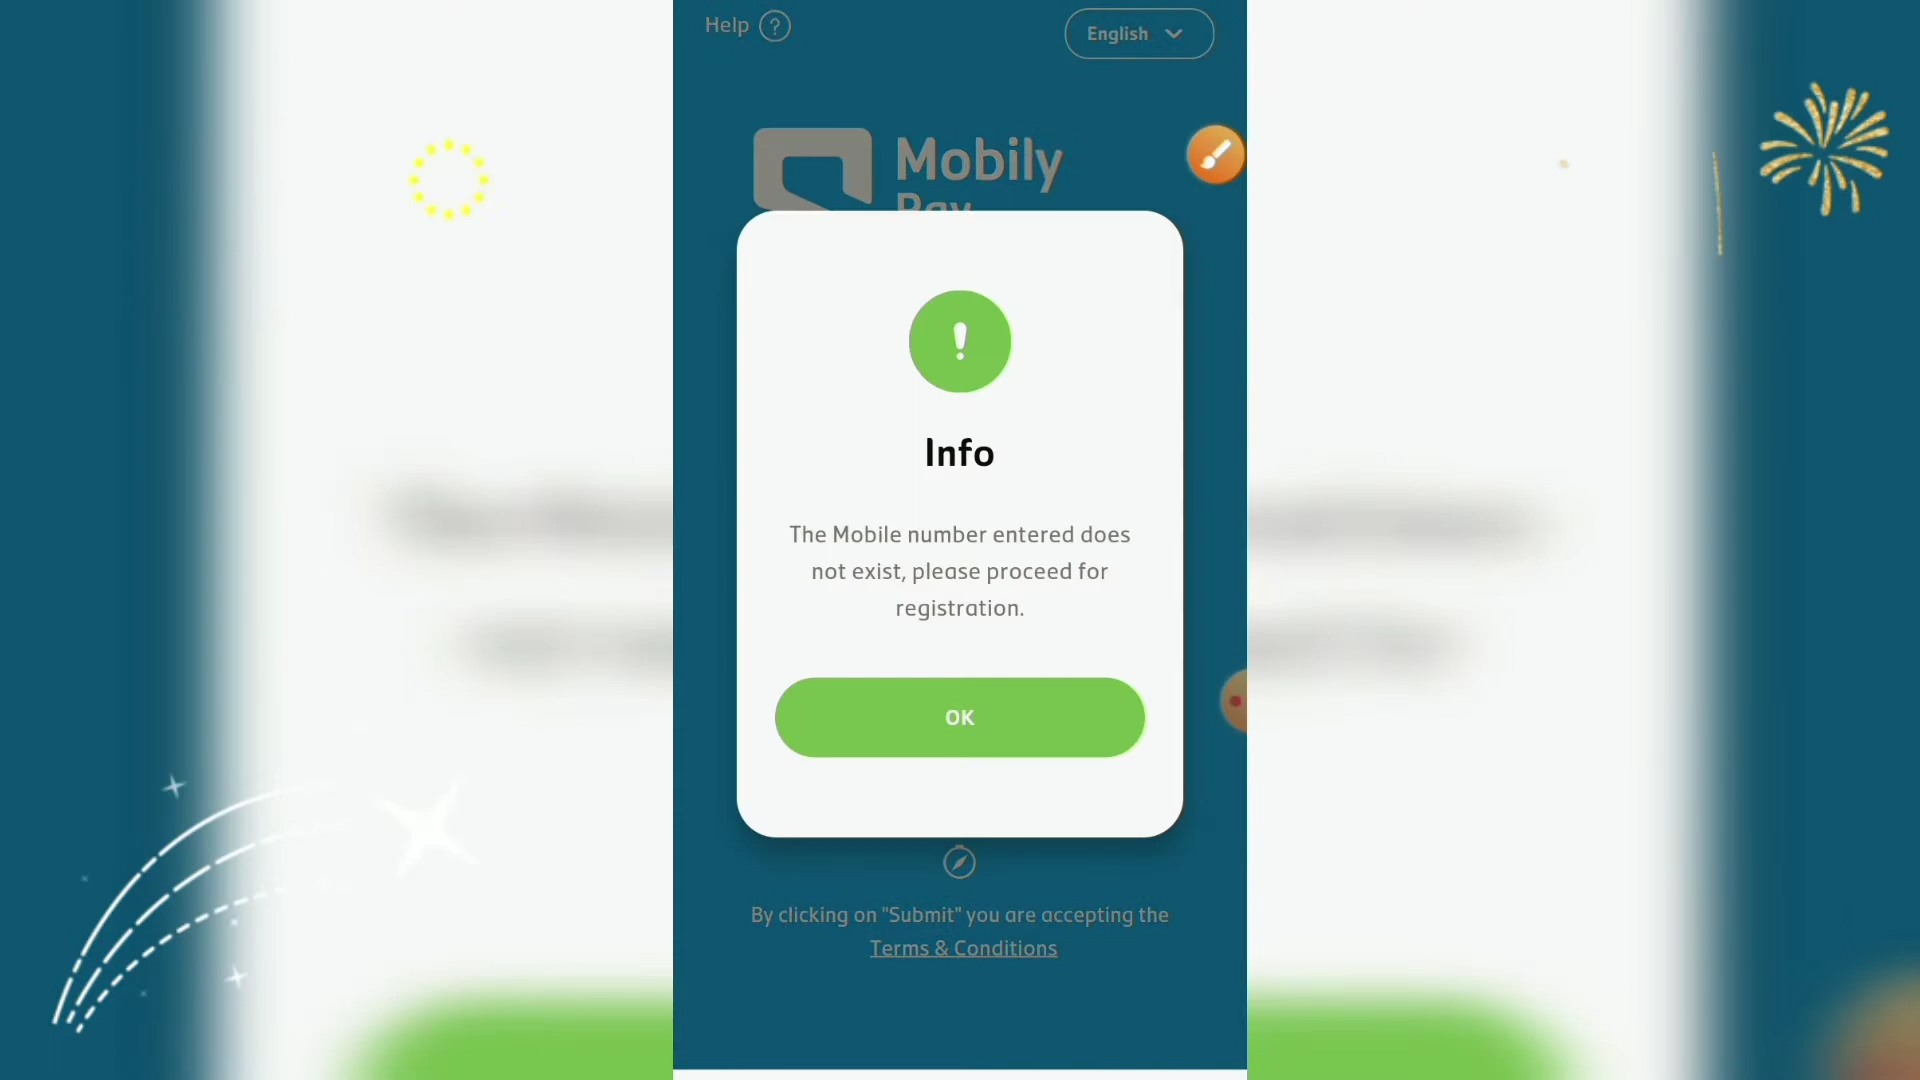 Help ?
English
Mobily
Pay
!
Info
The Mobile number entered does
not exist, please proceed for
registration.
OK
By clicking on "Submit" you are accepting the
Terms & Conditions